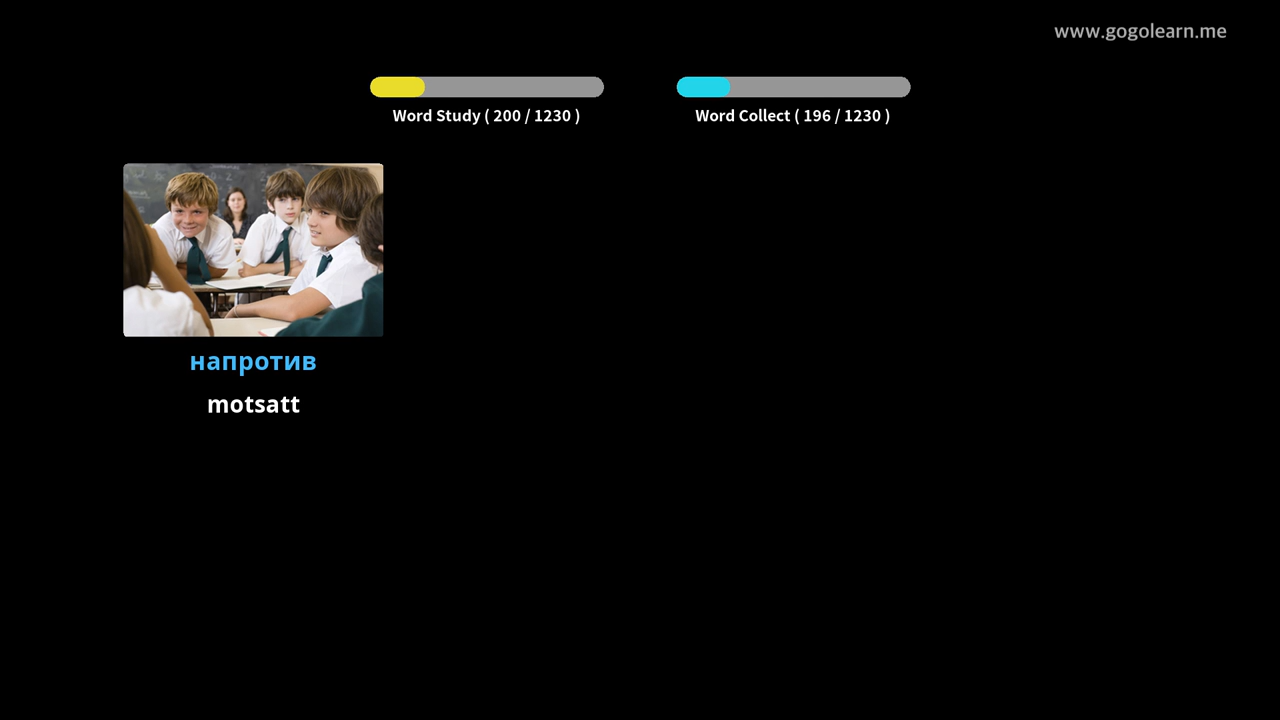 www.gogolearn.me
Word Study ( 200 / 1230 )
Word Collect ( 196 / 1230 )
напротив
motsatt